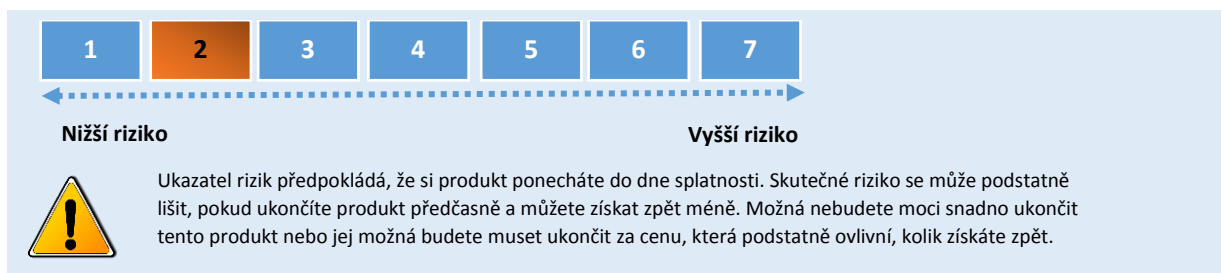 1 2 3 4 5 6 7
Nižší riziko Vyšší riziko
Ukazatel rizik předpokládá, že si produkt ponecháte do dne splatnosti. Skutečné riziko se může podstatně
lišit, pokud ukončíte produkt předčasně a můžete získat zpět méně. Možná nebudete moci snadno ukončit
tento produkt nebo jej možná budete muset ukončit za cenu, která podstatně ovlivní, kolik získáte zpět.